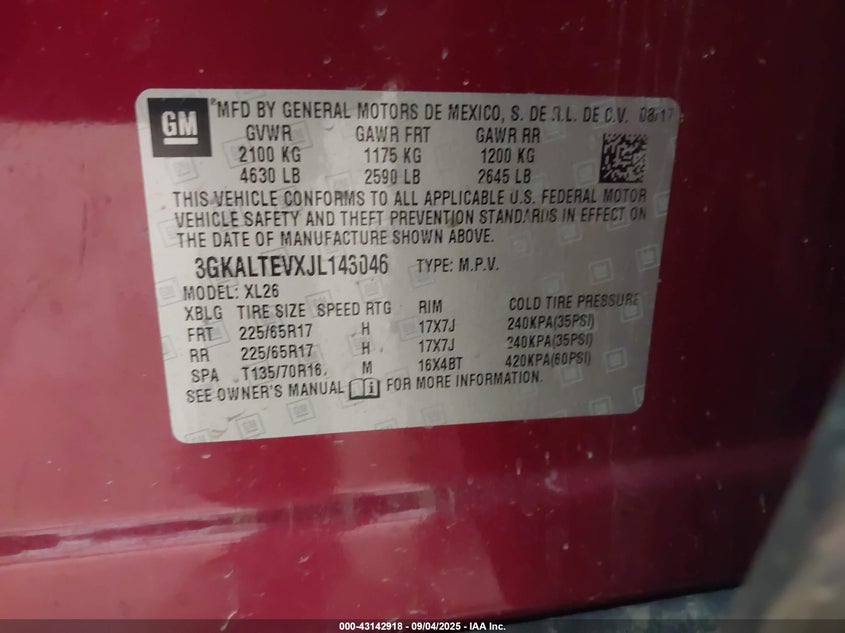 GM ®MFD BY GENERAL MOTORS DE MEXICO, S. DE R.L. DE C.V. 08/17
GVWR GAWR FRT GAWR RR
2100 KG 1175 KG 1200 KG
4630 LB 2590 LB 2645 LB
THIS VEHICLE CONFORMS TO ALL APPLICABLE U.S. FEDERAL MOTOR
VEHICLE SAFETY AND THEFT PREVENTION STANDARDS IN EFFECT ON
THE DATE OF MANUFACTURE SHOWN ABOVE.
3GKALTEVXJL143046 TYPE: M.P.V.
MODEL: XL26
XBLG TIRE SIZE SPEED RTG RIM COLD TIRE PRESSURE
FRT 225/65R17 H 17X7J 240KPA(35PSI)
RR 225/65R17 H 17X7J 240KPA(35PSI)
SPA T135/70R16 M 16X4BT 420KPA(60PSI)
SEE OWNER'S MANUAL FOR MORE INFORMATION.
000-43142918 - 09/04/2025 - IAA Inc.